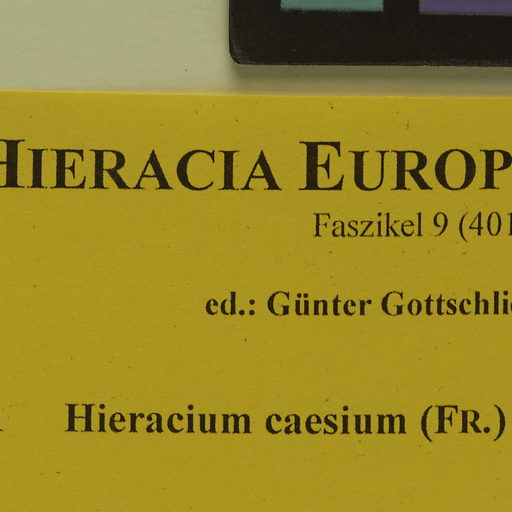 HIERACIA EUROP
Faszikel 9 (401
ed.: Günter Gottschli
Hieracium caesium (FR.)